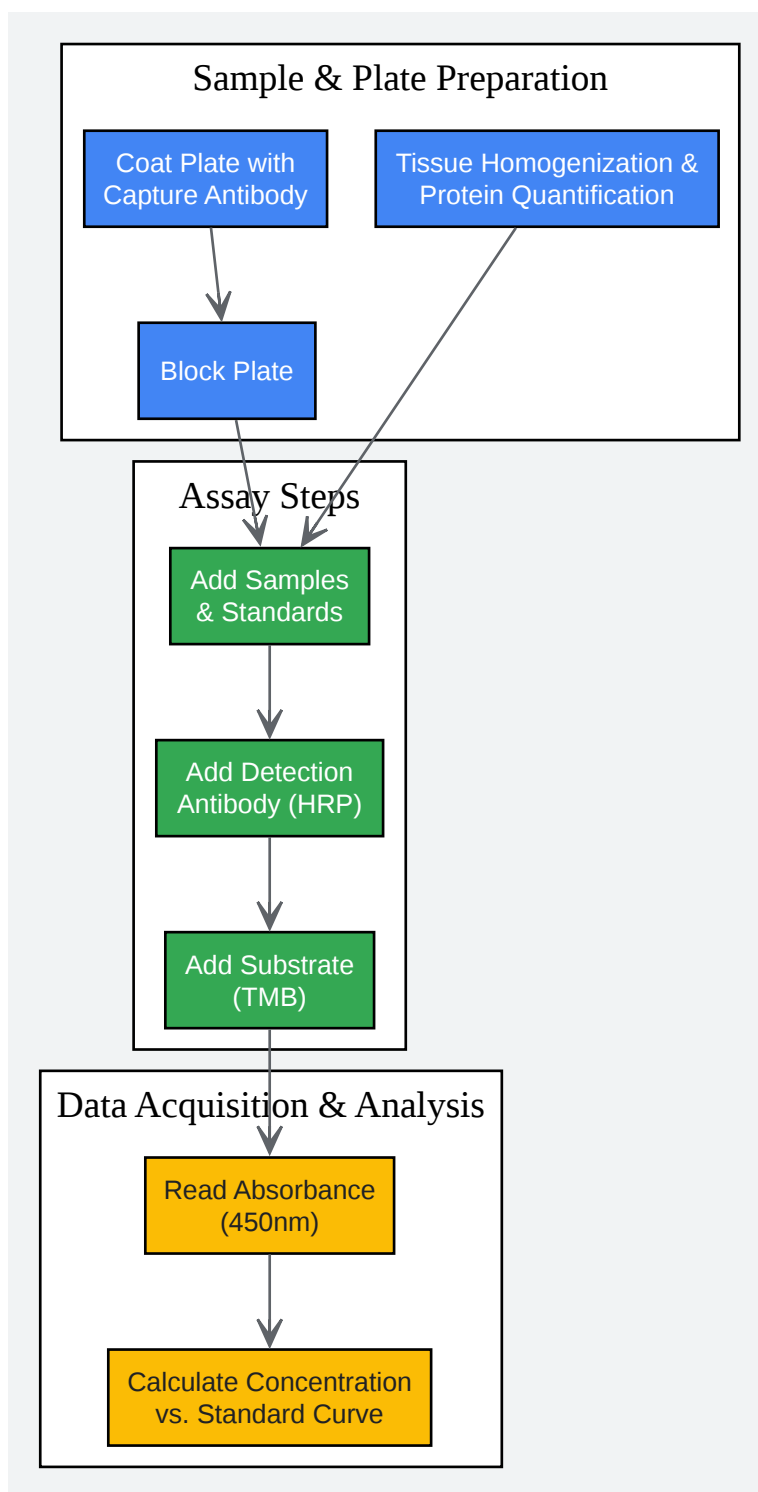 Sample & Plate Preparation
Coat Plate with
Capture Antibody
Tissue Homogenization &
Protein Quantification
Block Plate
Assay Steps
Add Samples
& Standards
Add Detection
Antibody (HRP)
Add Substrate
(TMB)
Data Acquisition & Analysis
Read Absorbance
(450nm)
Calculate Concentration
vs. Standard Curve